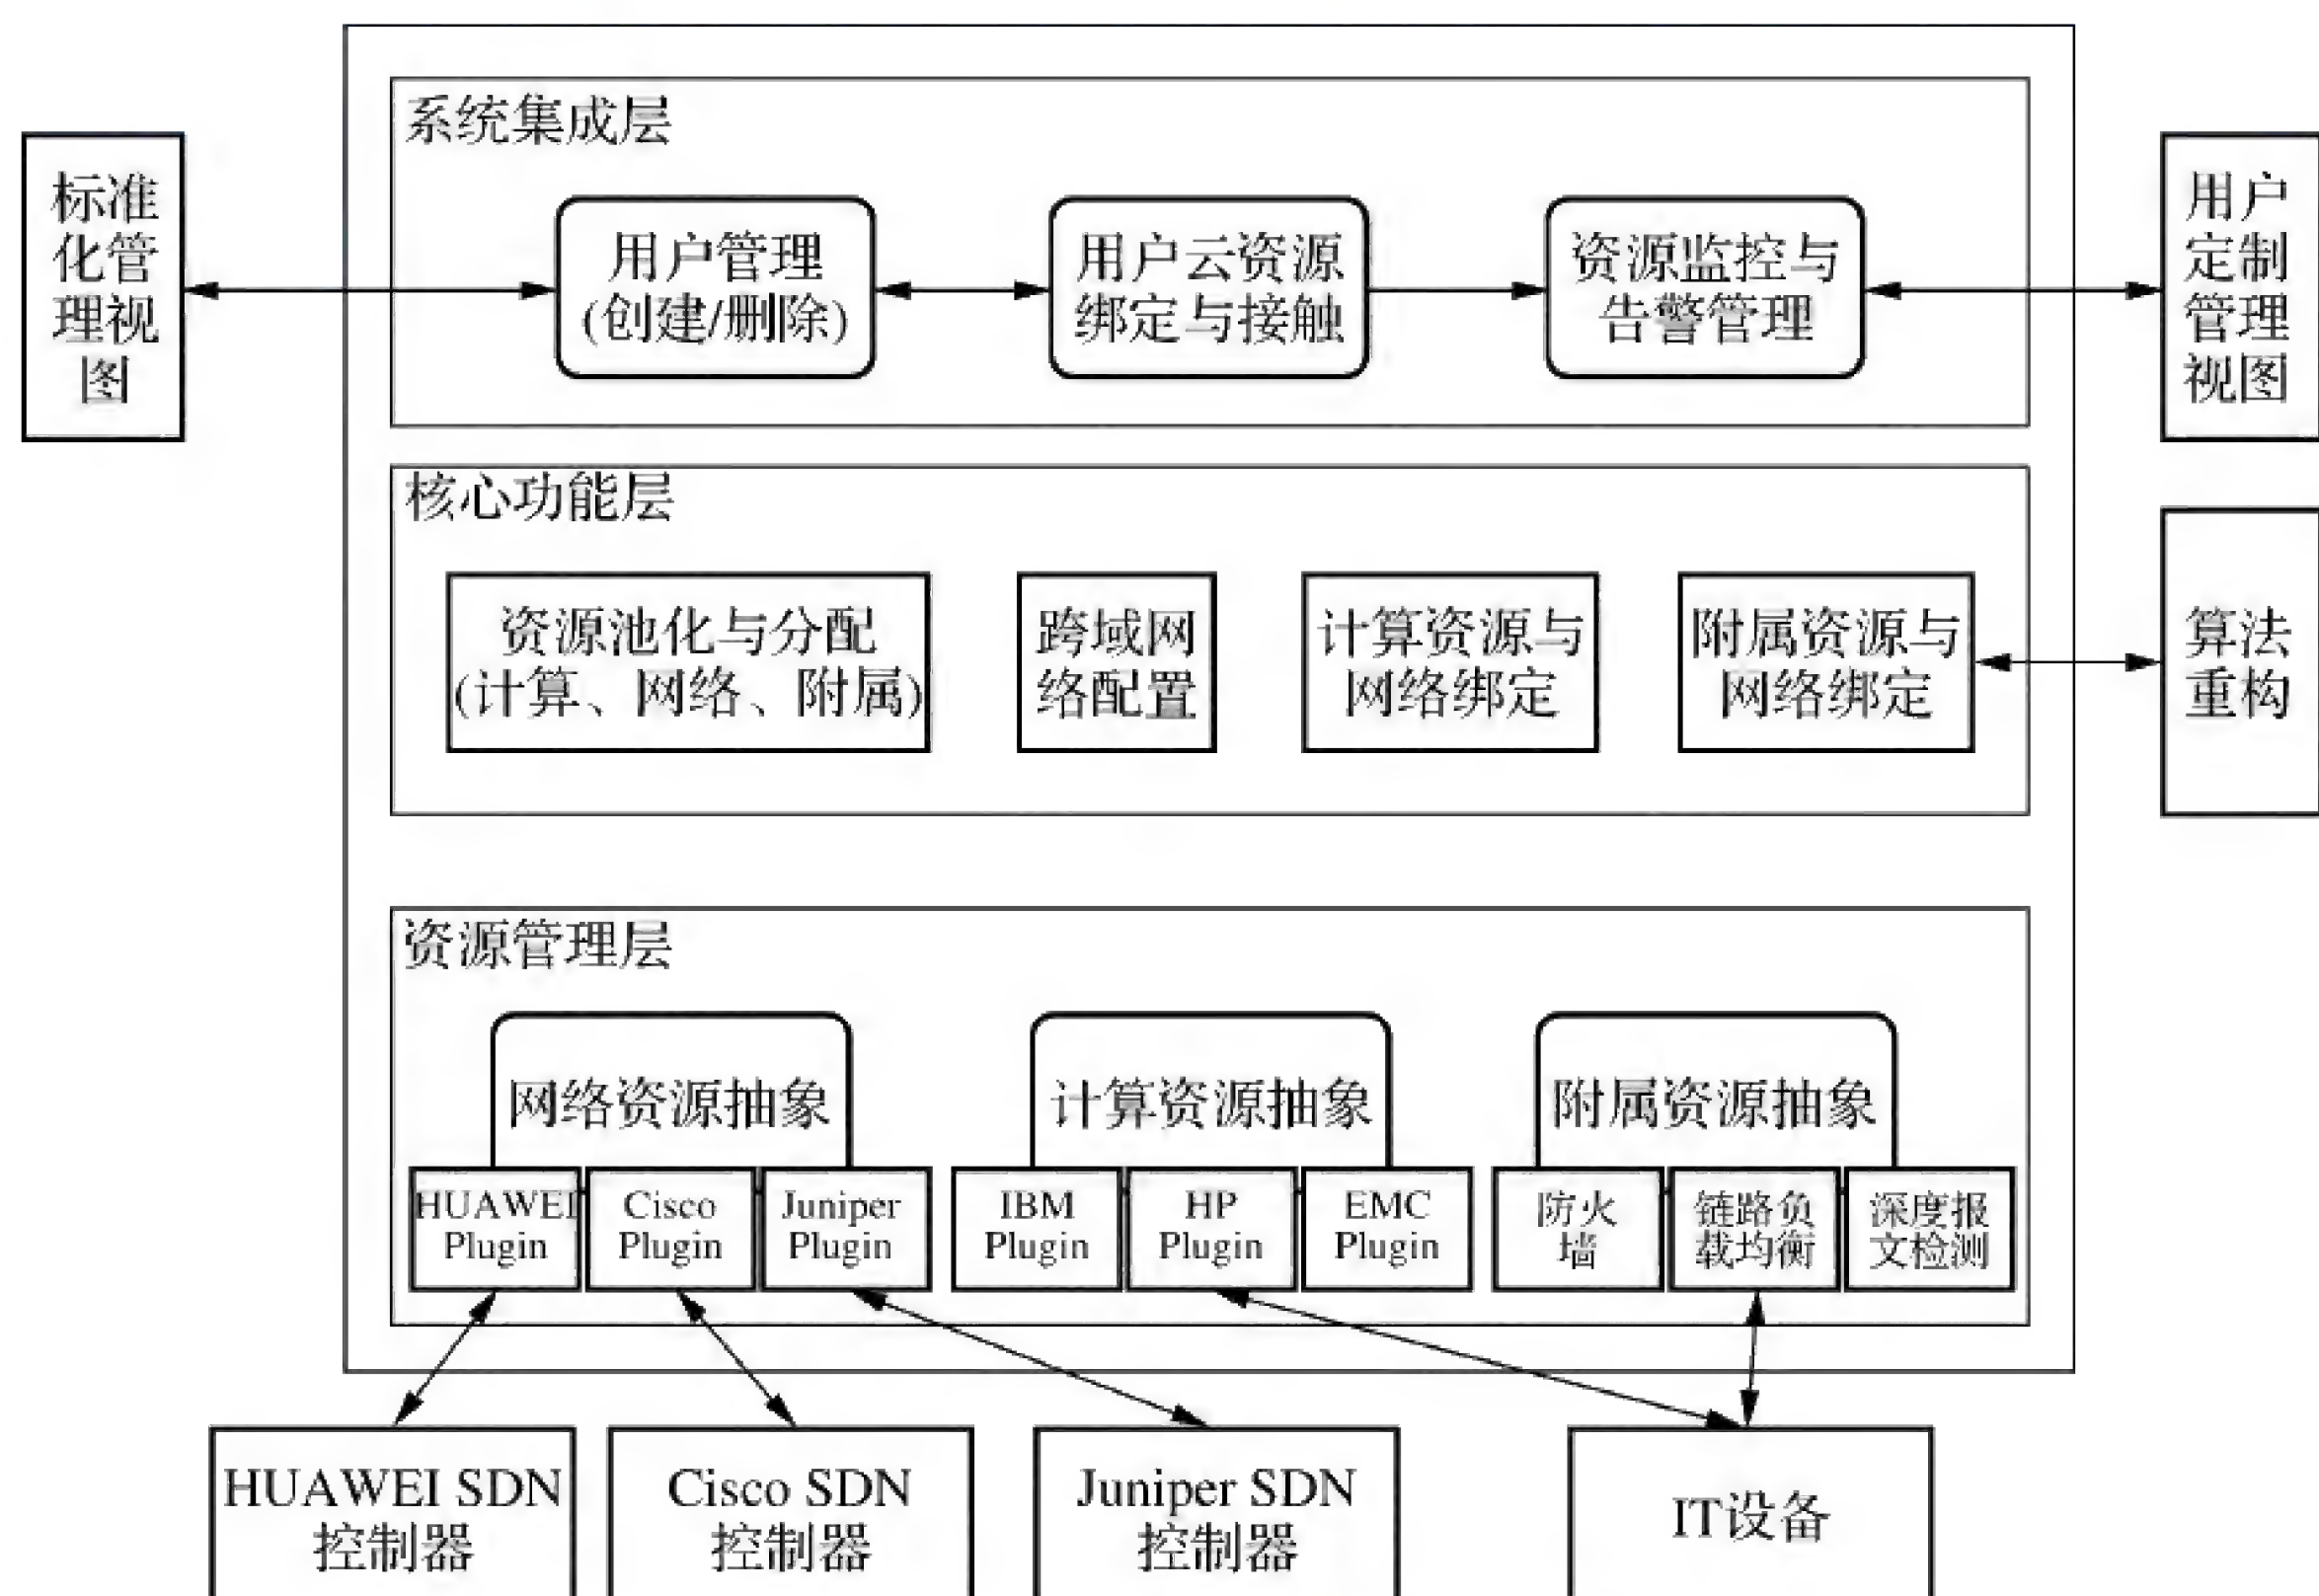 系统集成层
标准
化管
理视
图
用户管理
(创建/删除)
用户云资源
绑定与接触
资源监控与
告警管理
用户
定制
管理
视图
核心功能层
资源池化与分配
(计算、网络、附属)
跨域网
络配置
计算资源与
网络绑定
附属资源与
网络绑定
算法
重构
资源管理层
网络资源抽象
HUAWEI
Plugin
Cisco
Plugin
Juniper
Plugin
计算资源抽象
IBM
Plugin
HP
Plugin
EMC
Plugin
附属资源抽象
防火
墙
链路负
载均衡
深度报
文检测
HUAWEI SDN
控制器
Cisco SDN
控制器
Juniper SDN
控制器
IT设备